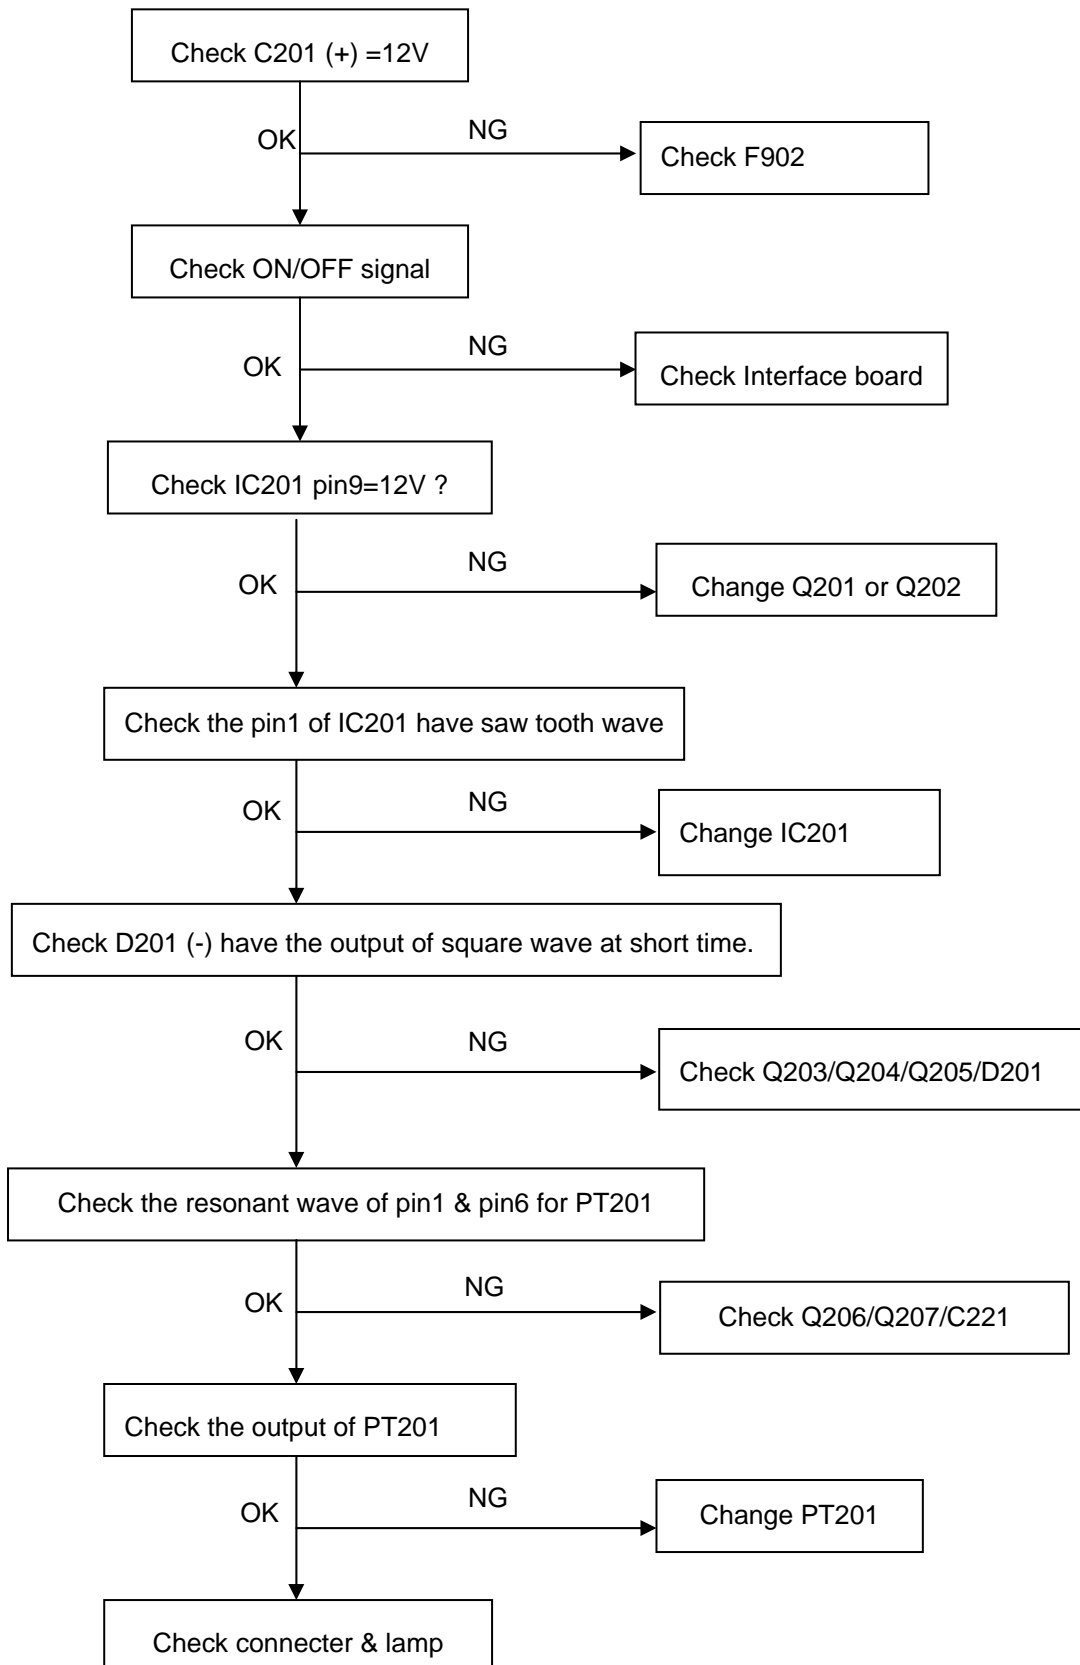 Check C201 (+) =12V
OK
NG
Check F902
Check ON/OFF signal
OK
NG
Check Interface board
Check IC201 pin9=12V ?
OK
NG
Change Q201 or Q202
Check the pin1 of IC201 have saw tooth wave
OK
NG
Change IC201
Check D201 (-) have the output of square wave at short time.
OK
NG
Check Q203/Q204/Q205/D201
Check the resonant wave of pin1 & pin6 for PT201
OK
NG
Check Q206/Q207/C221
Check the output of PT201
OK
NG
Change PT201
Check connecter & lamp